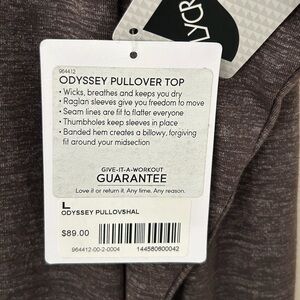 LYCR
964412
ODYSSEY PULLOVER TOP
• Wicks, breathes and keeps you dry
• Raglan sleeves give you freedom to move
• Seam lines are fit to flatter everyone
• Thumbholes keep sleeves in place
• Banded hem creates a billowy, forgiving
fit around your midsection
GIVE-IT-A-WORKOUT
GUARANTEE
Love it or return it. Any time. Any reason.
L
ODYSSEY PULLOVSHAL
$89.00
964412-00-2-0004
144580600042